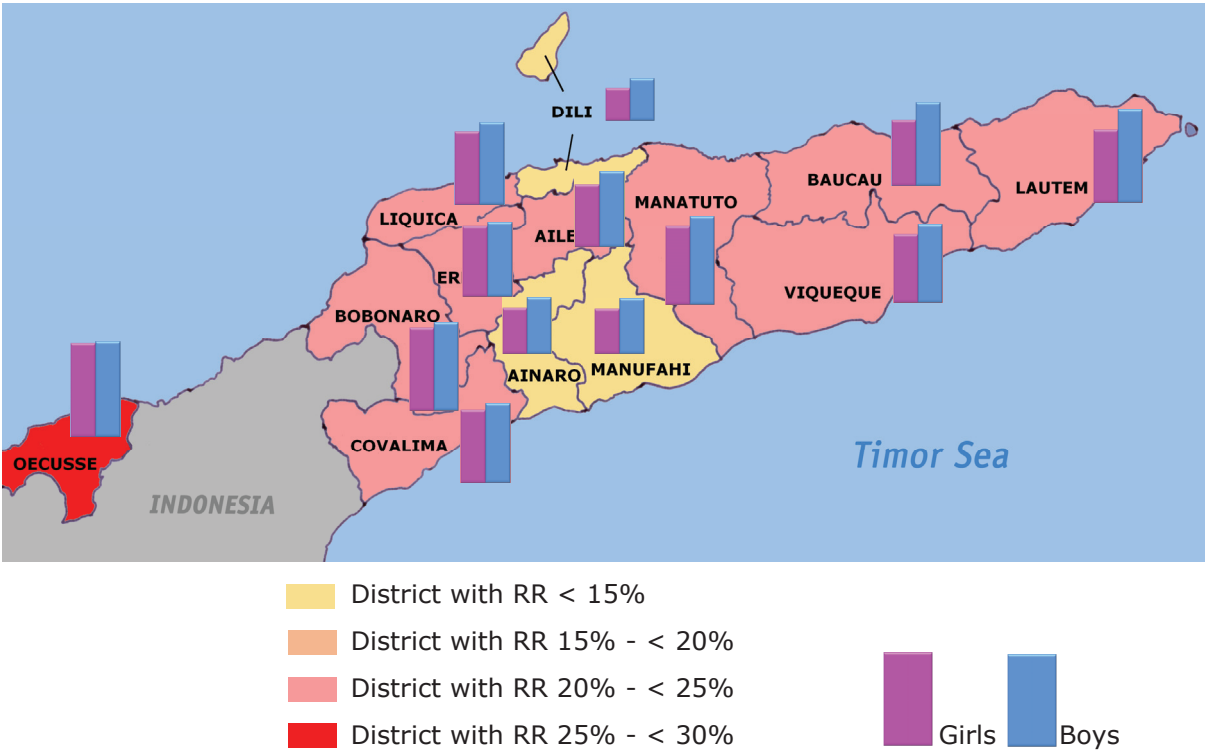 DILI
BAUCAU
LAUTEM
MANATUTO
LIQUICA
AILE
ER
VIQUEQUE
BOBONARO
AINARO
MANUFAHI
COVALIMA
OECUSSE
Timor Sea
INDONESIA
District with RR < 15%
District with RR 15% - < 20%
District with RR 20% - < 25%
District with RR 25% - < 30%
Girls
Boys